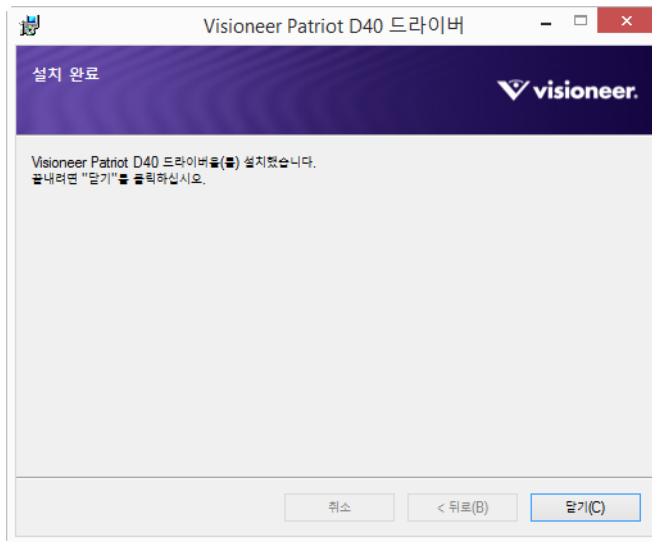 Visioneer Patriot D40 드라이버
설치 완료
visioneer.
Visioneer Patriot D40 드라이버을(를) 설치했습니다.
끝내려면 "닫기"를 클릭하십시오.
취소
< 뒤로(B)
닫기(C)